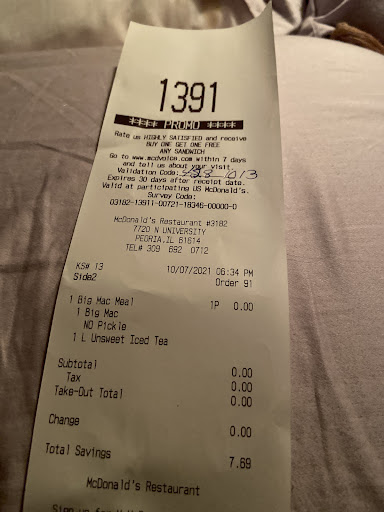 1391
***** PROMO *****
Rate us HIGHLY SATISFIED and receive
BUY ONE GET ONE FREE
ANY SANDWICH
Go to www.mcdvoice.com within 7 days
and tell us about your visit.
Validation Code:
Expires 30 days after receipt date.
Valid at participating US McDonald's.
Survey Code:
03182-13911-00721-18346-00000-0
McDonald's Restaurant #3182
7720 N UNIVERSITY
PEORIA,IL 61614
TEL# 309 692 0712
KS# 13 10/07/2021 06:34 PM
Side2 Order 91
1 Big Mac Meal 1P 0.00
1 Big Mac
NO Pickle
1 L Unsweet Iced Tea
Subtotal 0.00
Tax 0.00
Take-Out Total 0.00
Change 0.00
Total Savings 7.69
McDonald's Restaurant
Sign up for